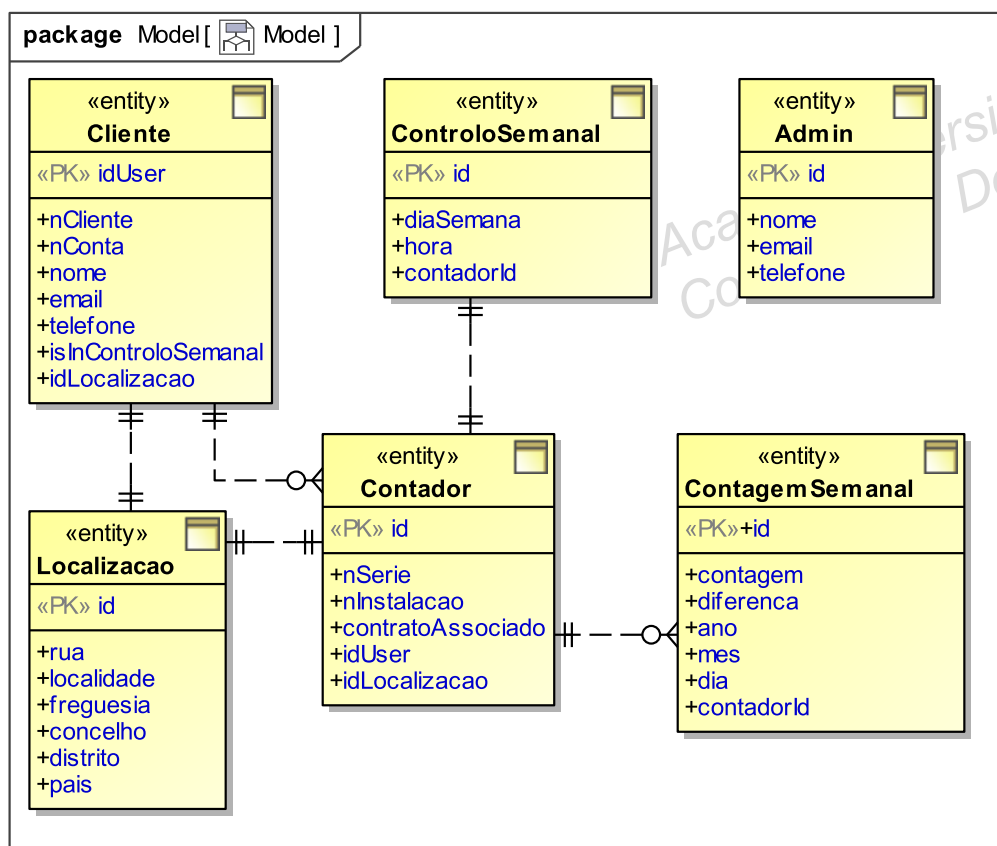 package Model [ Model ]
«entity»
Cliente
«PK» idUser
+nCliente
+nConta
+nome
+email
+telefone
+isInControloSemanal
+idLocalizacao
«entity»
ControloSemanal
«PK» id
+diaSemana
+hora
+contadorId
«entity»
Admin
«PK» id
+nome
+email
+telefone
«entity»
Localizacao
«PK» id
+rua
+localidade
+freguesia
+concelho
+distrito
+pais
«entity»
Contador
«PK» id
+nSerie
+nInstalacao
+contratoAssociado
+idUser
+idLocalizacao
«entity»
ContagemSemanal
«PK»+id
+contagem
+diferenca
+ano
+mes
+dia
+contadorId